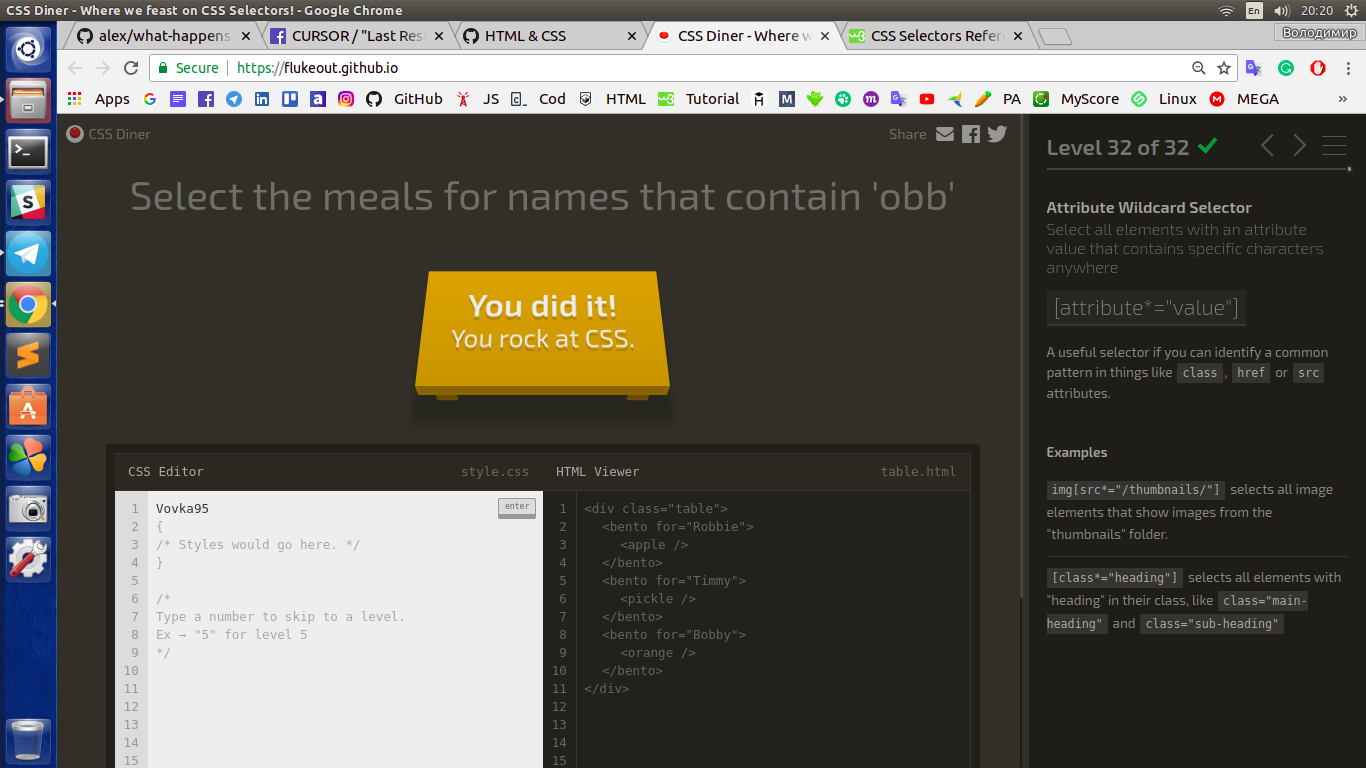 CSS Diner - Where we feast on CSS Selectors! - Google Chrome
En
20:20
alex/what-happens-
CURSOR / "Last Res
HTML & CSS
CSS Diner - Where w
CSS Selectors Refer
Володимир
Secure
https://flukeout.github.io
Apps
GitHub
JS
Cod
HTML
Tutorial
PA
MyScore
Linux
MEGA
»
CSS Diner
Share
Level 32 of 32
Select the meals for names that contain 'obb'
You did it!
You rock at CSS.
Attribute Wildcard Selector
Select all elements with an attribute
value that contains specific characters
anywhere
[attribute*="value"]
A useful selector if you can identify a common
pattern in things like class, href or src
attributes.
Examples
img[src*="/thumbnails/"] selects all image
elements that show images from the
"thumbnails" folder.
[class*="heading"] selects all elements with
"heading" in their class, like class="main-
heading" and class="sub-heading"
CSS Editor
style.css
1 Vovka95
enter
2 {
3 /* Styles would go here. */
4 }
5
6 /*
7 Type a number to skip to a level.
8 Ex → "5" for level 5
9 */
10
11
12
13
14
15
HTML Viewer
table.html
1 <div class="table">
2 <bento for="Robbie">
3 <apple />
4 </bento>
5 <bento for="Timmy">
6 <pickle />
7 </bento>
8 <bento for="Bobby">
9 <orange />
10 </bento>
11 </div>
12
13
14
15